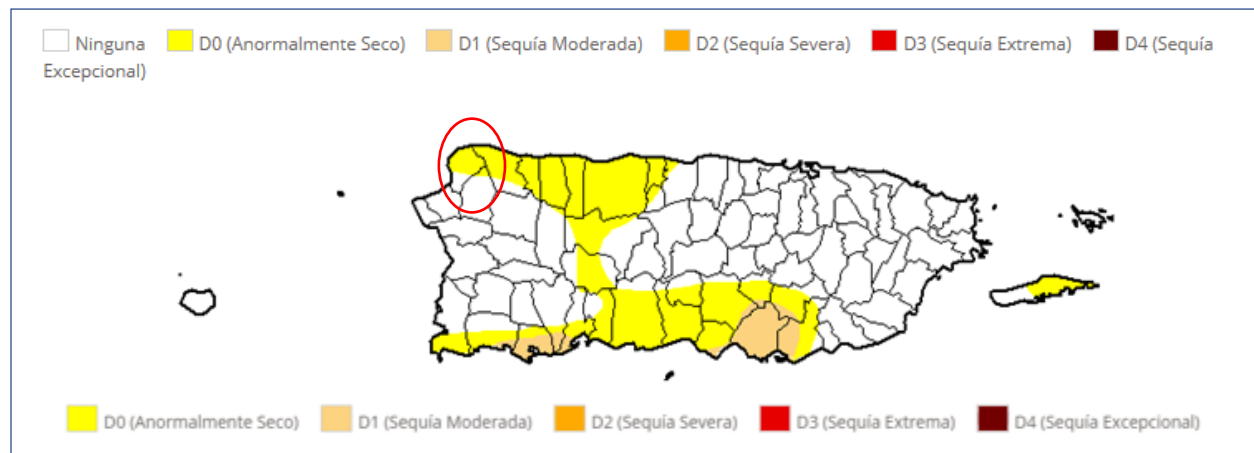 Ninguna D0 (Anormalmente Seco) D1 (Sequía Moderada) D2 (Sequía Severa) D3 (Sequía Extrema) D4 (Sequía
Excepcional)
D0 (Anormalmente Seco) D1 (Sequía Moderada) D2 (Sequía Severa) D3 (Sequía Extrema) D4 (Sequía Excepcional)